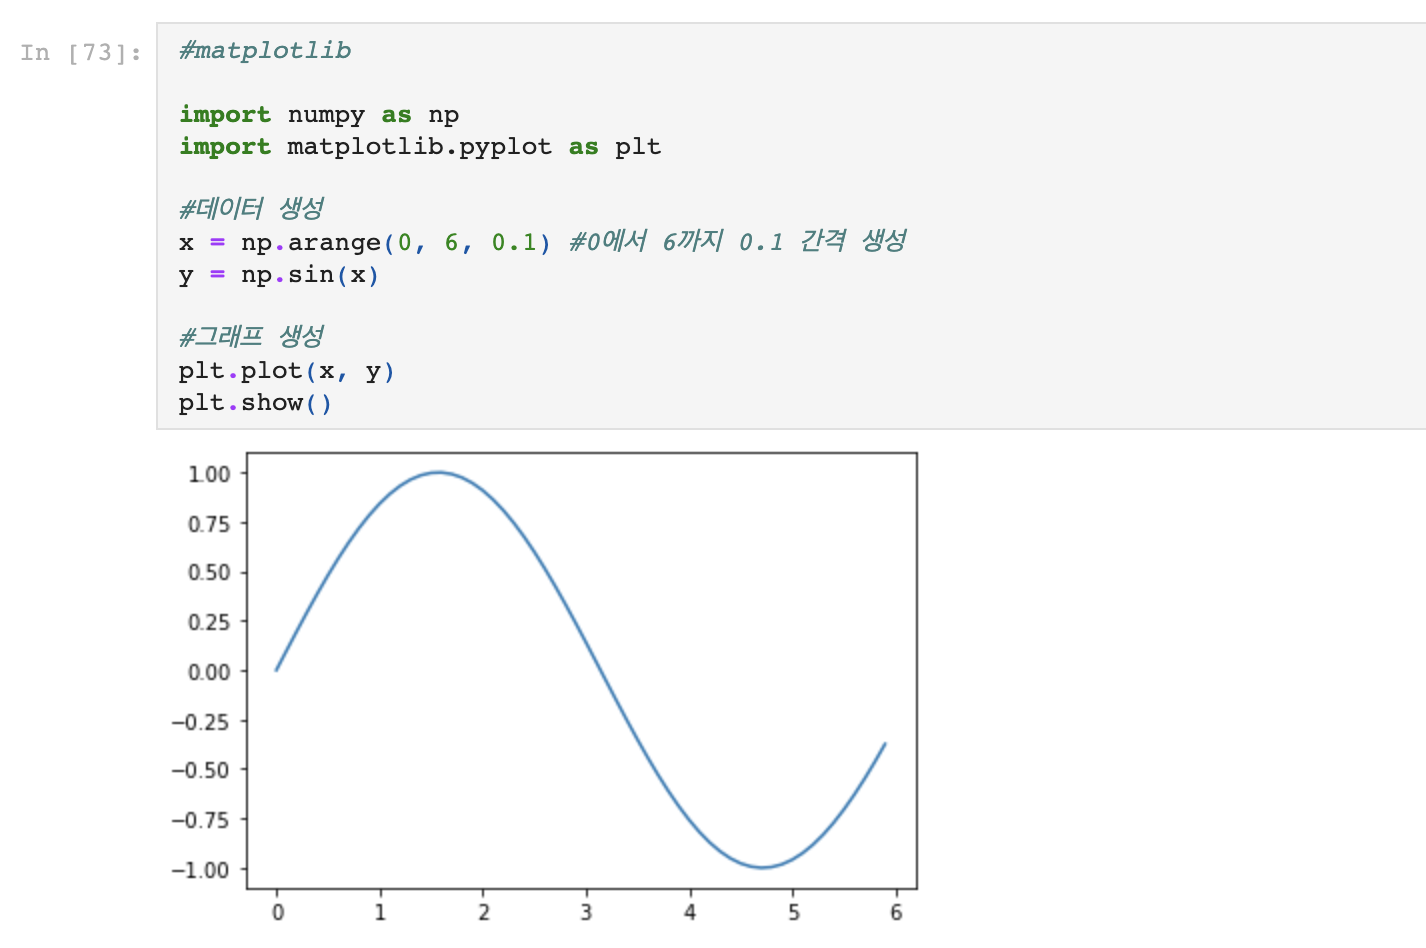 In [73]:
#matplotlib
import numpy as np
import matplotlib.pyplot as plt
#데이터 생성
x = np.arange(0, 6, 0.1) #0에서 6까지 0.1 간격 생성
y = np.sin(x)
#그래프 생성
plt.plot(x, y)
plt.show()
1.00
0.75
0.50
0.25
0.00
−0.25
−0.50
−0.75
−1.00
0 1 2 3 4 5 6